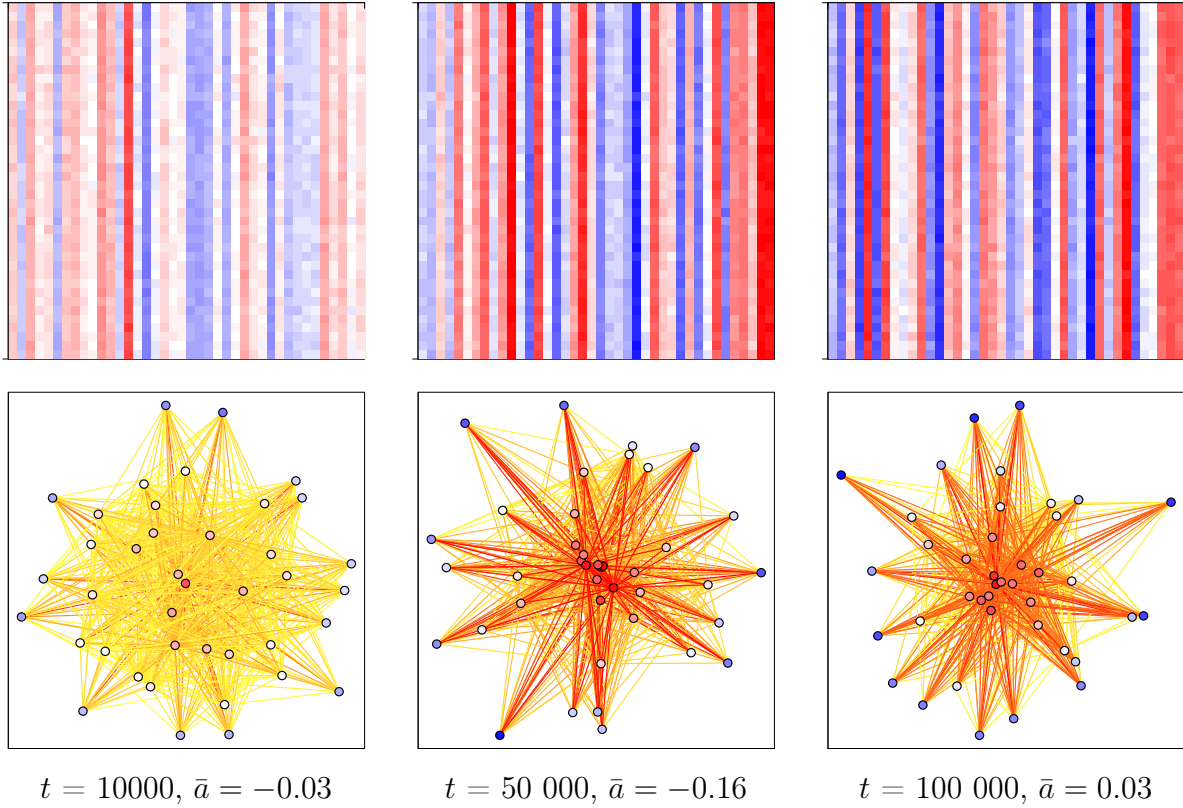 t = 10000, ā = −0.03
t = 50 000, ā = −0.16
t = 100 000, ā = 0.03